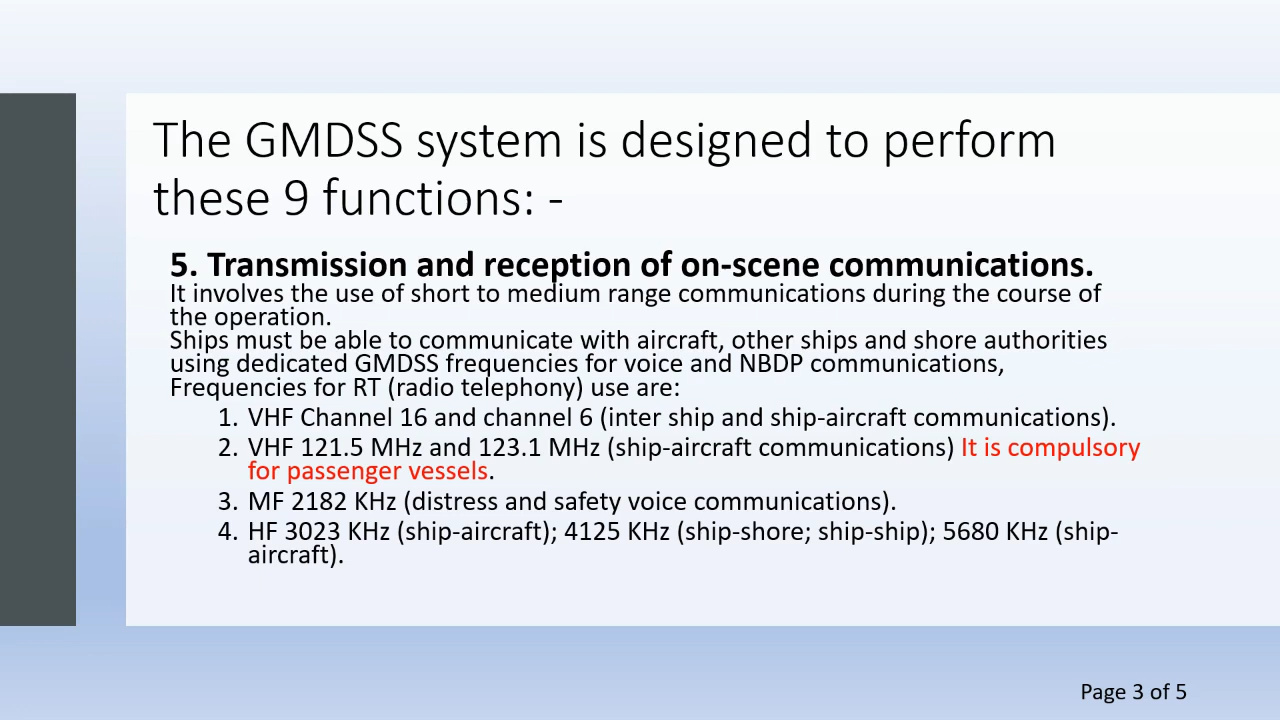 The GMDSS system is designed to perform
these 9 functions: -
5. Transmission and reception of on-scene communications.
It involves the use of short to medium range communications during the course of
the operation.
Ships must be able to communicate with aircraft, other ships and shore authorities
using dedicated GMDSS frequencies for voice and NBDP communications,
Frequencies for RT (radio telephony) use are:
1. VHF Channel 16 and channel 6 (inter ship and ship-aircraft communications).
2. VHF 121.5 MHz and 123.1 MHz (ship-aircraft communications) It is compulsory
for passenger vessels.
3. MF 2182 KHz (distress and safety voice communications).
4. HF 3023 KHz (ship-aircraft); 4125 KHz (ship-shore; ship-ship); 5680 KHz (ship-
aircraft).
Page 3 of 5